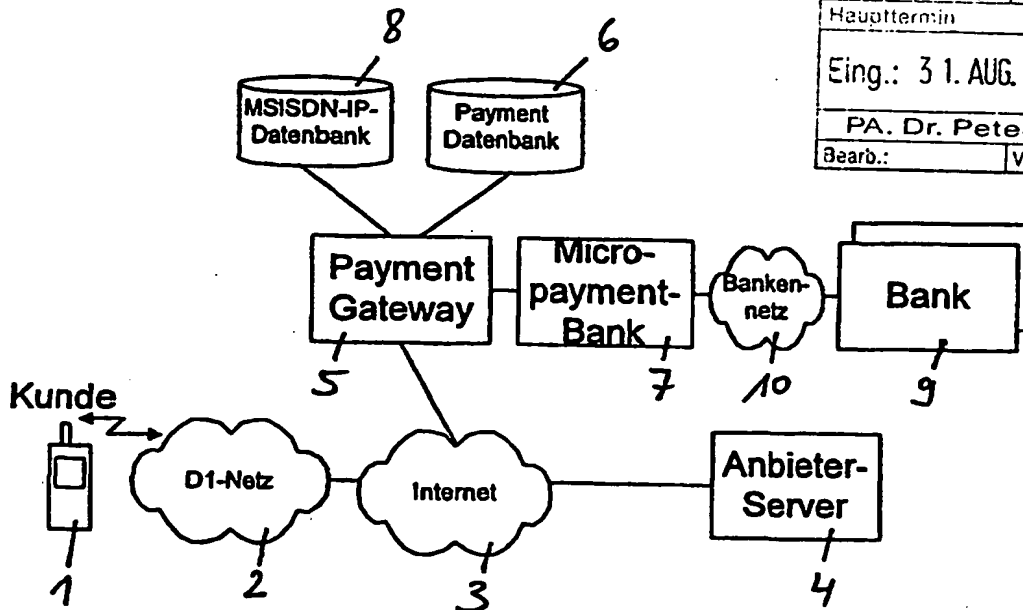 Haupttermin
Eing.: 31. AUG.
PA. Dr. Pete
Bearb.:
V
8
6
MSISDN-IP-
Datenbank
Payment
Datenbank
Payment
Gateway
Micro-
payment-
Bank
Banken-
netz
Bank
5
7
10
9
Kunde
D1-Netz
Internet
Anbieter-
Server
1
2
3
4